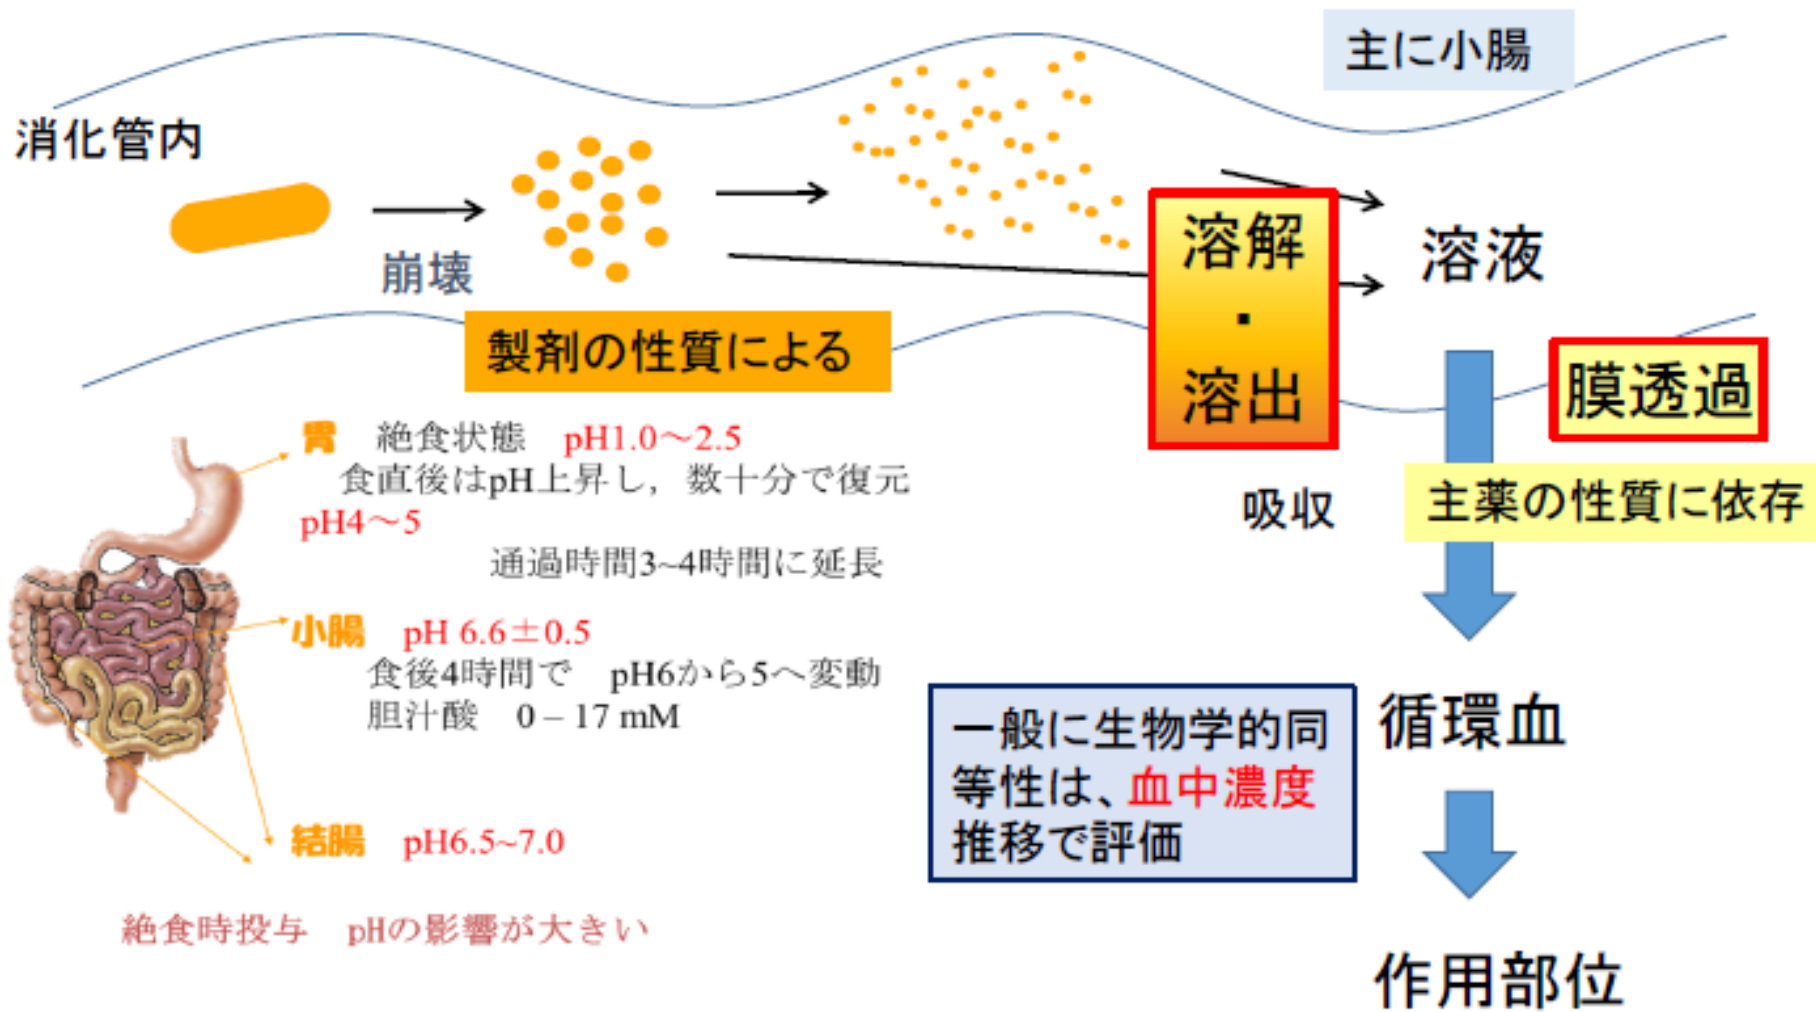 主に小腸
消化管内
崩壊
製剤の性質による
溶解
・
溶出
溶液
膜透過
吸収
主薬の性質に依存
胃　絶食状態　pH1.0～2.5
食直後はpH上昇し，数十分で復元
pH4～5
通過時間3~4時間に延長
小腸　pH 6.6±0.5
食後4時間で　pH6から5へ変動
胆汁酸　0 – 17 mM
結腸　pH6.5~7.0
絶食時投与　pHの影響が大きい
一般に生物学的同
等性は、血中濃度
推移で評価
循環血
作用部位